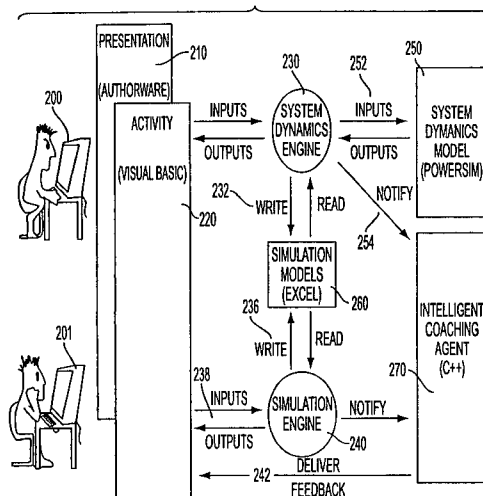 PRESENTATION
210
(AUTHORWARE)
200
ACTIVITY
(VISUAL BASIC)
220
230
252
250
INPUTS
OUTPUTS
SYSTEM
DYNAMICS
ENGINE
INPUTS
OUTPUTS
SYSTEM
DYMANICS
MODEL
(POWERSIM)
232
WRITE
READ
NOTIFY
254
SIMULATION
MODELS
(EXCEL)
260
236
WRITE
READ
INTELLIGENT
COACHING
AGENT
(C++)
270
201
238
INPUTS
OUTPUTS
SIMULATION
ENGINE
240
NOTIFY
242
DELIVER
FEEDBACK